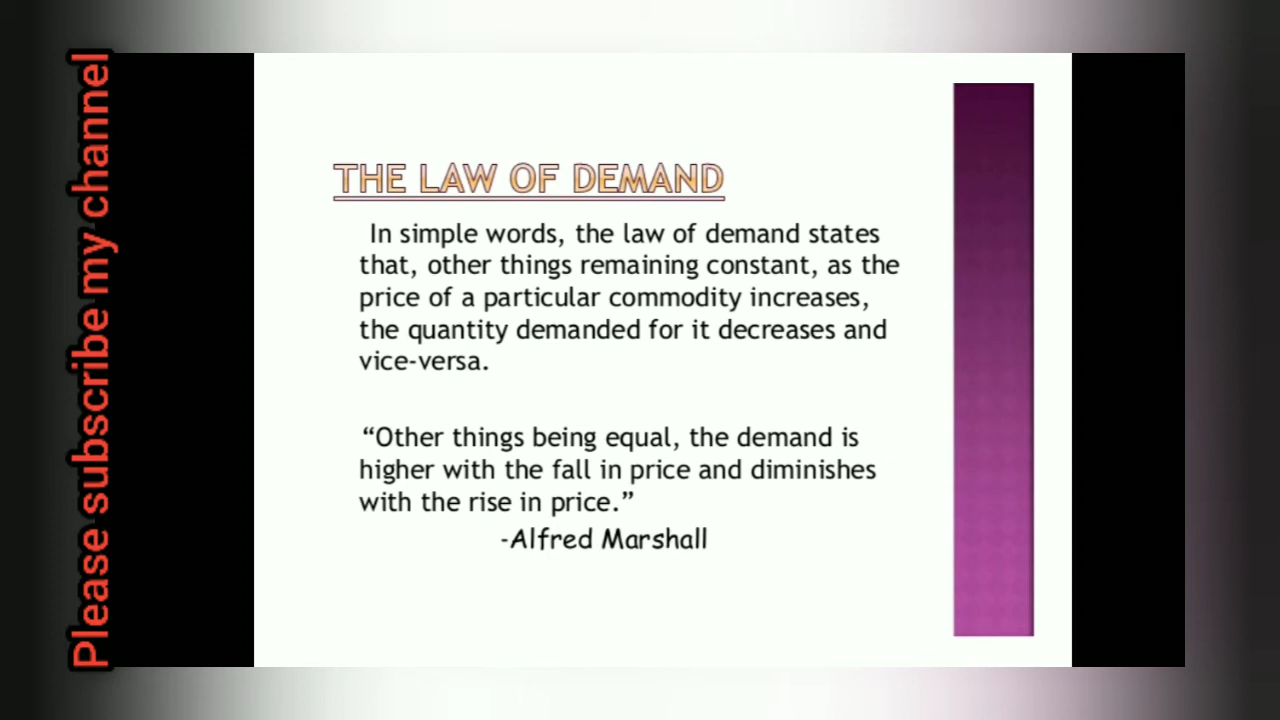 Please subscribe my channel
THE LAW OF DEMAND
In simple words, the law of demand states
that, other things remaining constant, as the
price of a particular commodity increases,
the quantity demanded for it decreases and
vice-versa.
“Other things being equal, the demand is
higher with the fall in price and diminishes
with the rise in price.”
-Alfred Marshall